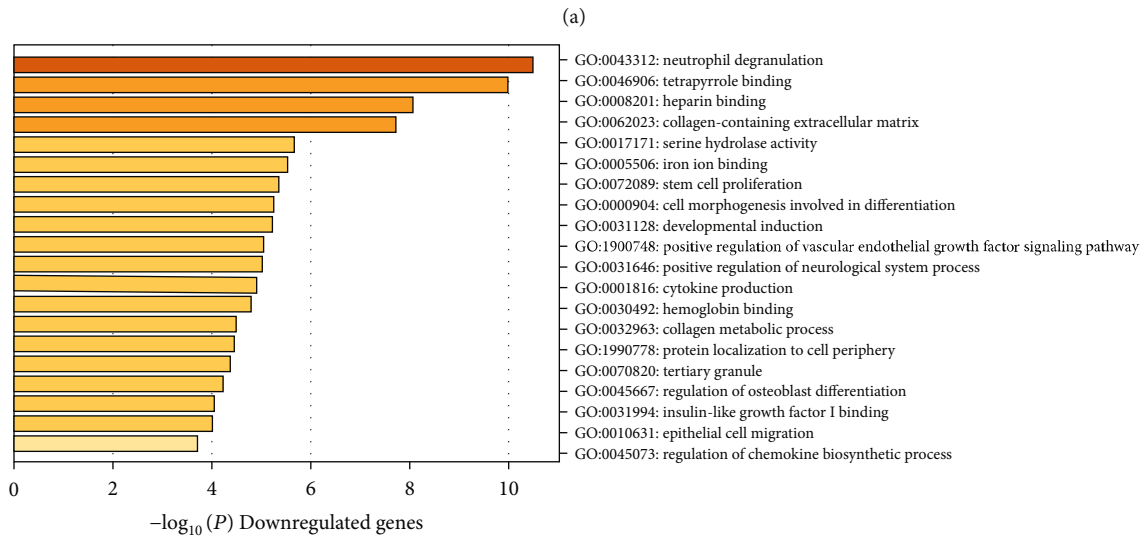 (a)
GO:0043312: neutrophil degranulation
GO:0046906: tetrapyrrole binding
GO:0008201: heparin binding
GO:0062023: collagen-containing extracellular matrix
GO:0017171: serine hydrolase activity
GO:0005506: iron ion binding
GO:0072089: stem cell proliferation
GO:0000904: cell morphogenesis involved in differentiation
GO:0031128: developmental induction
GO:1900748: positive regulation of vascular endothelial growth factor signaling pathway
GO:0031646: positive regulation of neurological system process
GO:0001816: cytokine production
GO:0030492: hemoglobin binding
GO:0032963: collagen metabolic process
GO:1990778: protein localization to cell periphery
GO:0070820: tertiary granule
GO:0045667: regulation of osteoblast differentiation
GO:0031994: insulin-like growth factor I binding
GO:0010631: epithelial cell migration
GO:0045073: regulation of chemokine biosynthetic process
0 2 4 6 8 10
−log10 (P) Downregulated genes